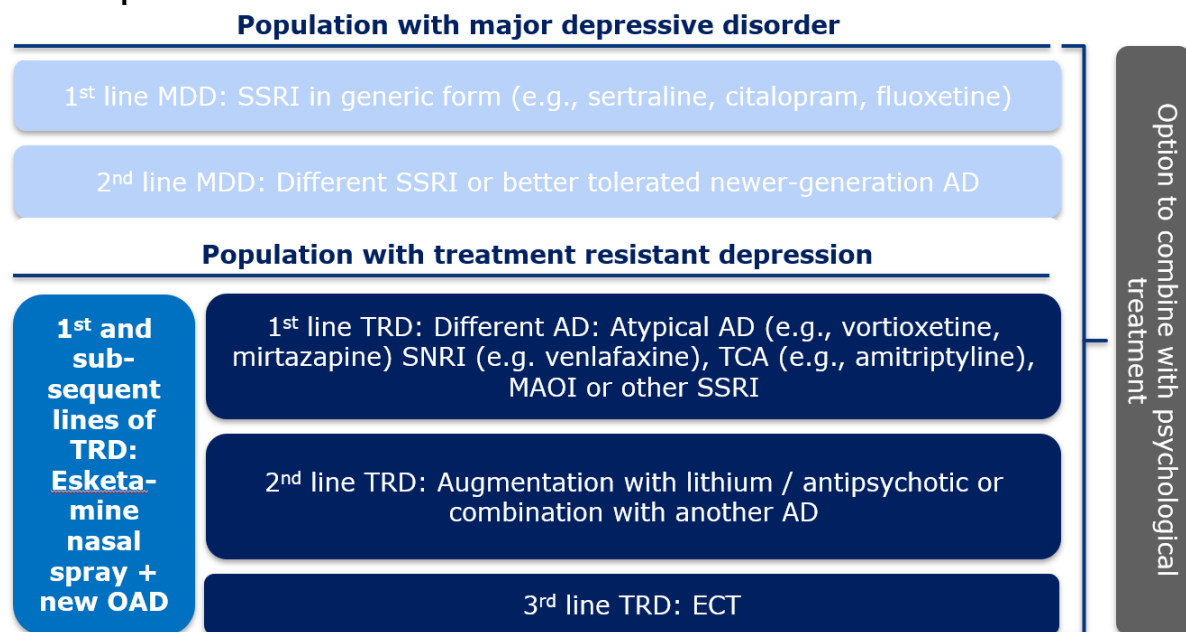 Population with major depressive disorder
1st line MDD: SSRI in generic form (e.g., sertraline, citalopram, fluoxetine)
2nd line MDD: Different SSRI or better tolerated newer-generation AD
Population with treatment resistant depression
1st and
sub-
sequent
lines of
TRD:
Esketa-
mine
nasal
spray +
new OAD
1st line TRD: Different AD: Atypical AD (e.g., vortioxetine,
mirtazapine) SNRI (e.g. venlafaxine), TCA (e.g., amitriptyline),
MAOI or other SSRI
2nd line TRD: Augmentation with lithium / antipsychotic or
combination with another AD
3rd line TRD: ECT
Option to combine with psychological
treatment